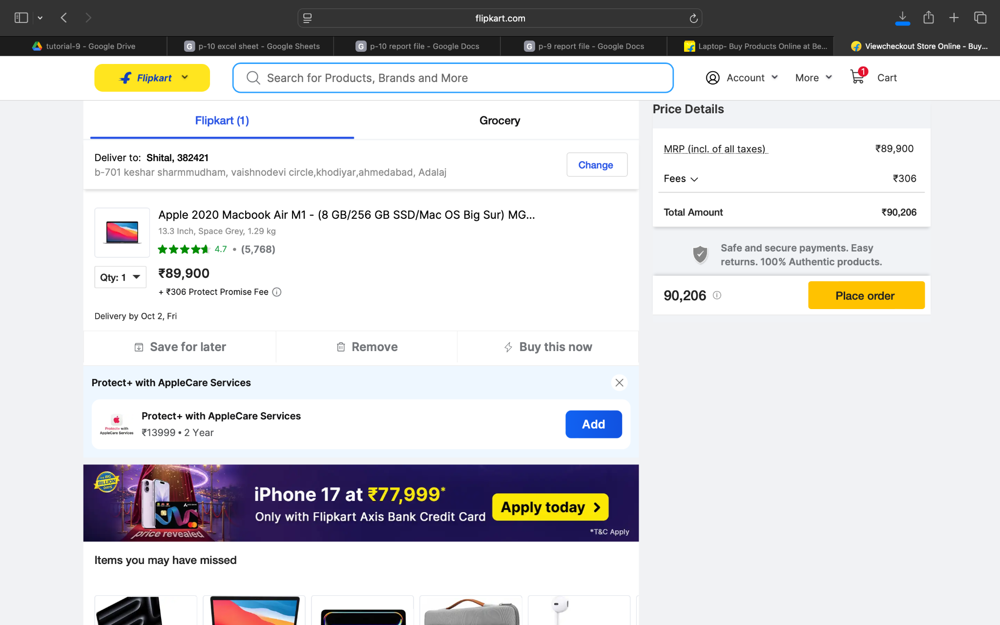 flipkart.com
tutorial-9 - Google Drive
G p-10 excel sheet - Google Sheets
G p-10 report file - Google Docs
G p-9 report file - Google Docs
Laptop- Buy Products Online at Be...
Viewcheckout Store Online - Buy...
Flipkart
Search for Products, Brands and More
Account
More
1
Cart
Flipkart (1)
Grocery
Deliver to: Shital, 382421
b-701 keshar sharmmudham, vaishnodevi circle,khodiyar,ahmedabad, Adalaj
Change
Apple 2020 Macbook Air M1 - (8 GB/256 GB SSD/Mac OS Big Sur) MG...
13.3 Inch, Space Grey, 1.29 kg
4.7 • (5,768)
Qty: 1
₹89,900
+ ₹306 Protect Promise Fee
Delivery by Oct 2, Fri
Save for later
Remove
Buy this now
Protect+ with AppleCare Services
Protect+ with
AppleCare Services
Protect+ with AppleCare Services
₹13999 • 2 Year
Add
THE BIG
BILLION
DAYS
AXIS BANK
price revealed
iPhone 17 at ₹77,999*
Only with Flipkart Axis Bank Credit Card
Apply today
*T&C Apply
Items you may have missed
Price Details
MRP (incl. of all taxes)
₹89,900
Fees
₹306
Total Amount
₹90,206
Safe and secure payments. Easy
returns. 100% Authentic products.
90,206
Place order